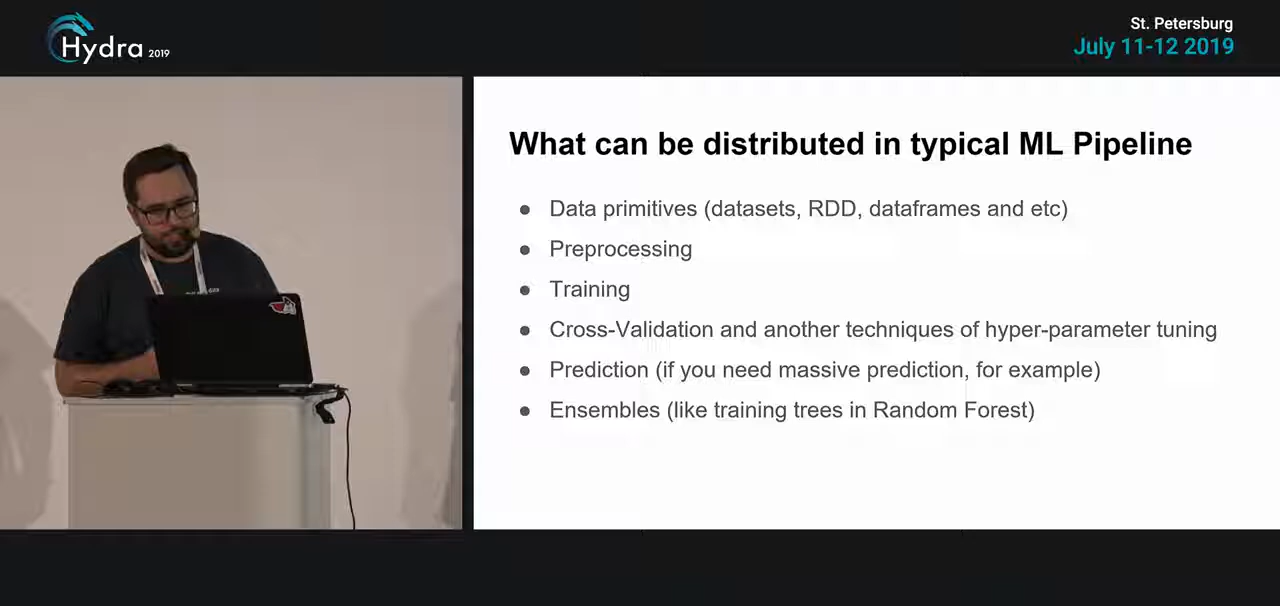 Hydra 2019
St. Petersburg
July 11-12 2019
What can be distributed in typical ML Pipeline
● Data primitives (datasets, RDD, dataframes and etc)
● Preprocessing
● Training
● Cross-Validation and another techniques of hyper-parameter tuning
● Prediction (if you need massive prediction, for example)
● Ensembles (like training trees in Random Forest)